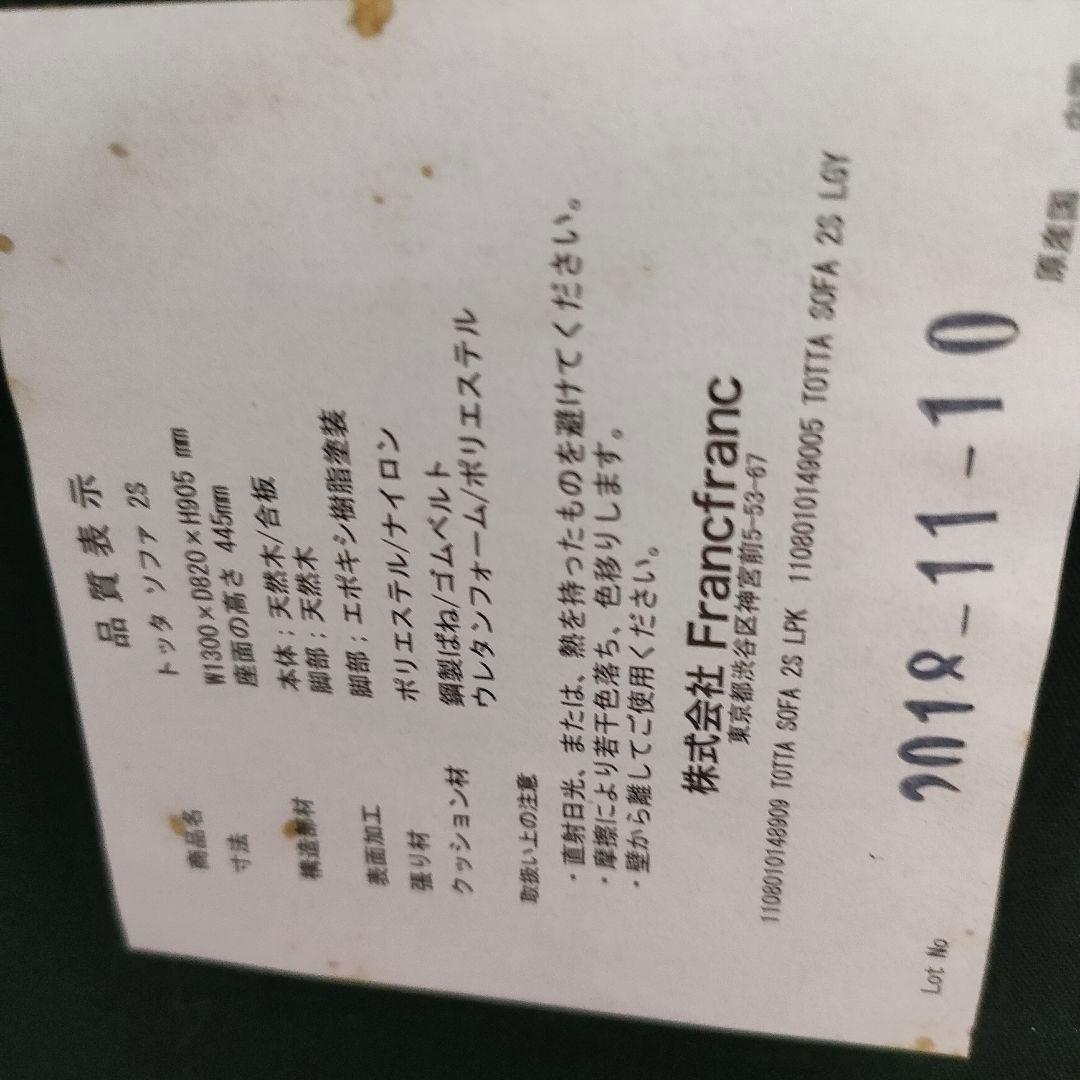 品質表示
商品名 トッタ ソファ 2S
寸法 W1300×D820×H905 mm
座面の高さ 445mm
構造部材 本体：天然木/合板
脚部：天然木
表面加工 脚部：エポキシ樹脂塗装
張り材 ポリエステル/ナイロン
クッション材 鋼製ばね/ゴムベルト
ウレタンフォーム/ポリエステル
取扱い上の注意
・直射日光、または、熱を持ったものを避けてください。
・摩擦により若干色落ち、色移りします。
・壁から離してご使用ください。
株式会社 Francfranc
東京都渋谷区神宮前5-53-67
1108010148909 TOTTA SOFA 2S LPK 1108010149005 TOTTA SOFA 2S LGY
Lot No 2018-11-10
原産国